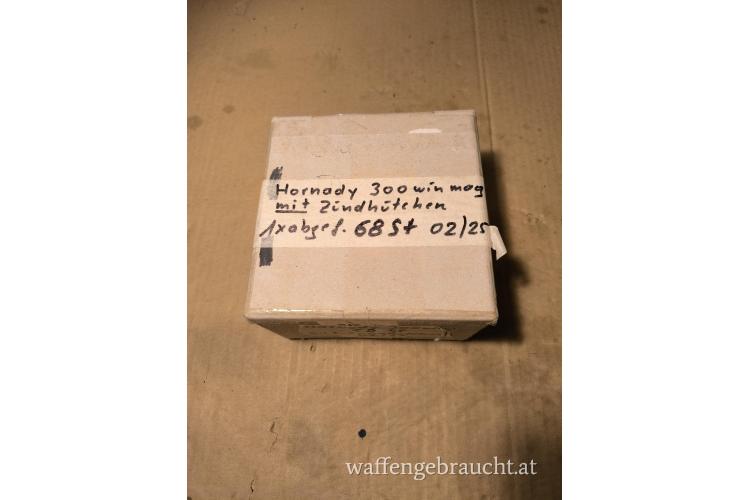 Hornady 300 win mag
mit Zündhütchen
1x abgef. 68 St 02/25
waffengebraucht.at